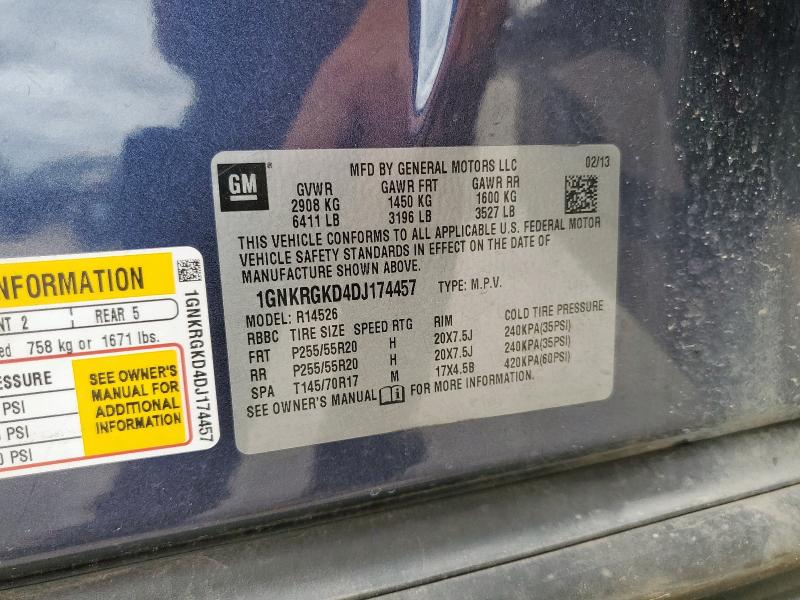 GM
MFD BY GENERAL MOTORS LLC 02/13
GVWR GAWR FRT GAWR RR
2908 KG 1450 KG 1600 KG
6411 LB 3196 LB 3527 LB
THIS VEHICLE CONFORMS TO ALL APPLICABLE U.S. FEDERAL MOTOR
VEHICLE SAFETY STANDARDS IN EFFECT ON THE DATE OF
MANUFACTURE SHOWN ABOVE.
1GNKRGKD4DJ174457 TYPE: M.P.V.
MODEL: R14526
RBBC TIRE SIZE SPEED RTG RIM COLD TIRE PRESSURE
FRT P255/55R20 H 20X7.5J 240KPA(35PSI)
RR P255/55R20 H 20X7.5J 240KPA(35PSI)
SPA T145/70R17 M 17X4.5B 420KPA(60PSI)
SEE OWNER'S MANUAL FOR MORE INFORMATION.
NFORMATION
NT 2 REAR 5
ed 758 kg or 1671 lbs.
ESSURE
PSI
PSI
0 PSI
SEE OWNER'S
MANUAL FOR
ADDITIONAL
INFORMATION
1GNKRGKD4DJ174457